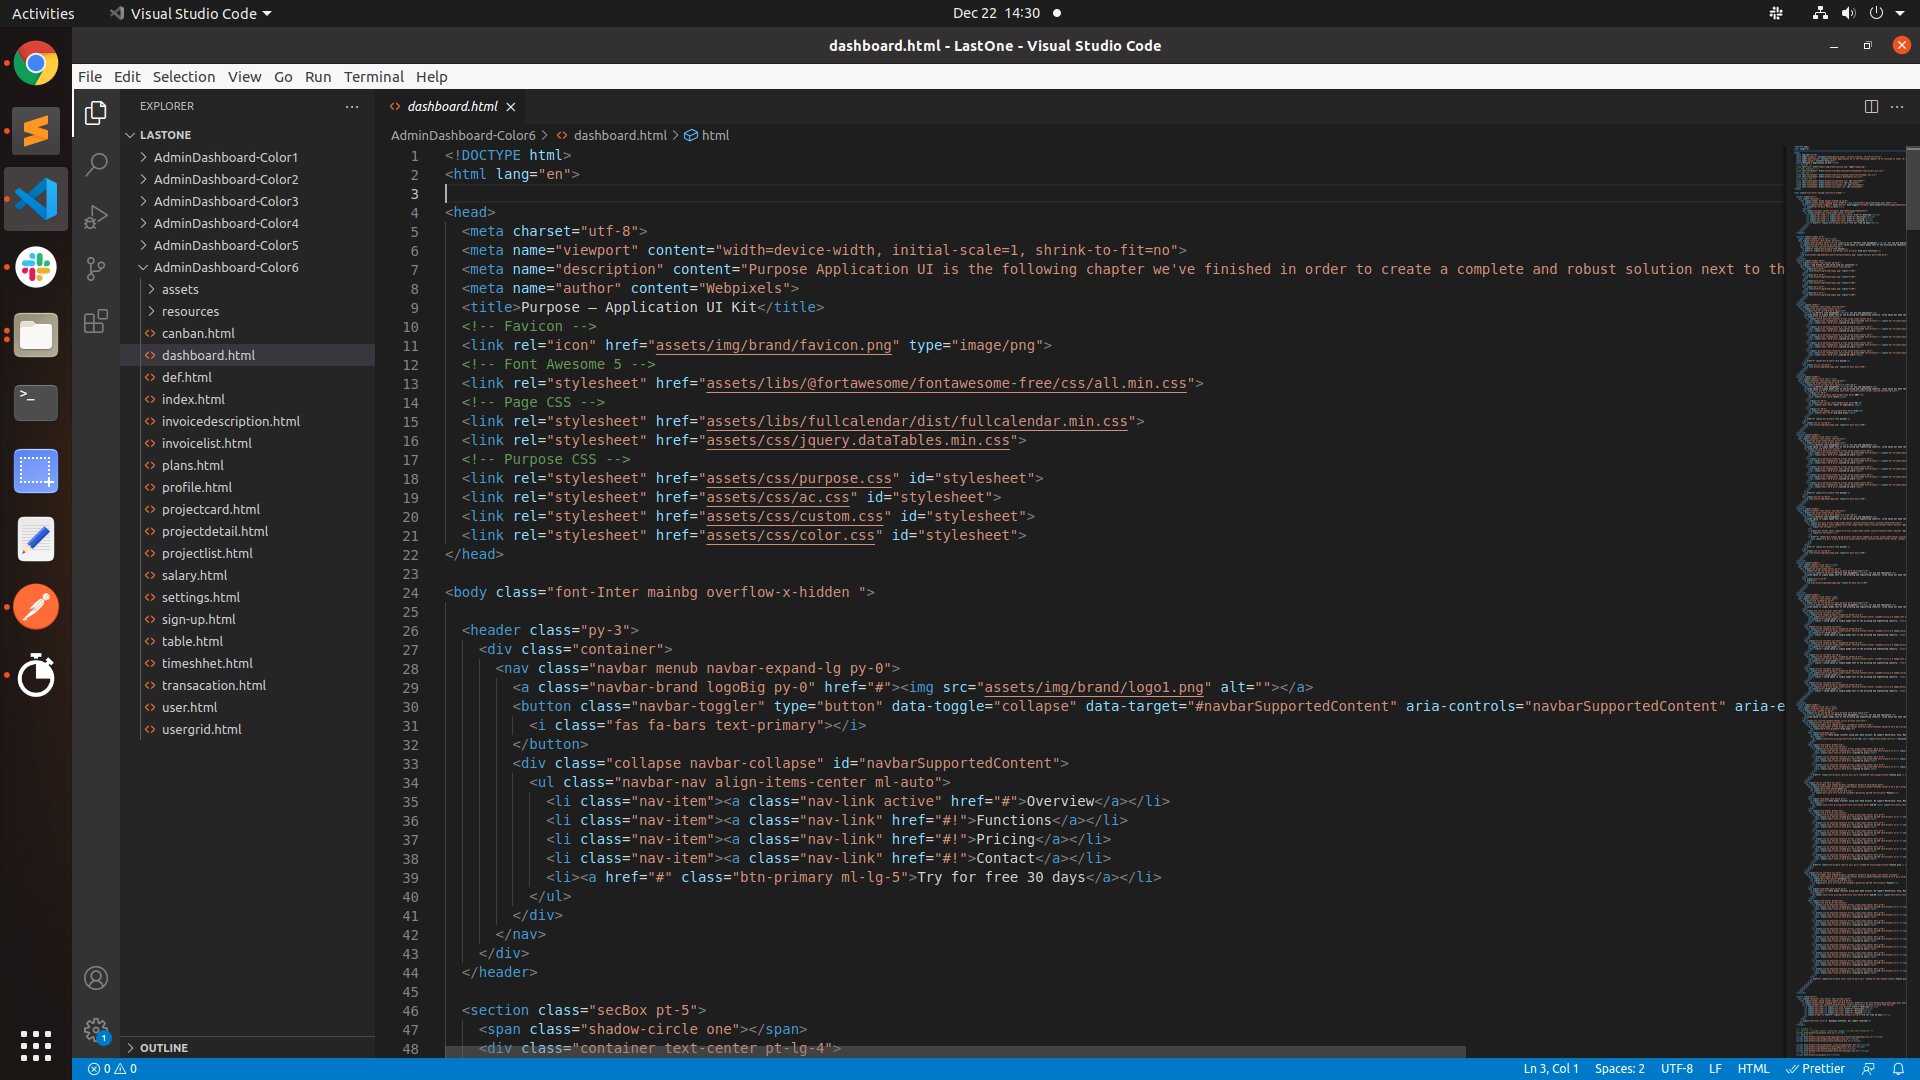 Activities
Visual Studio Code
Dec 22 14:30
dashboard.html - LastOne - Visual Studio Code
File Edit Selection View Go Run Terminal Help
EXPLORER
LASTONE
AdminDashboard-Color1
AdminDashboard-Color2
AdminDashboard-Color3
AdminDashboard-Color4
AdminDashboard-Color5
AdminDashboard-Color6
assets
resources
canban.html
dashboard.html
def.html
index.html
invoicedescription.html
invoicelist.html
plans.html
profile.html
projectcard.html
projectdetail.html
projectlist.html
salary.html
settings.html
sign-up.html
table.html
timeshhet.html
transacation.html
user.html
usergrid.html
OUTLINE
dashboard.html
AdminDashboard-Color6 > dashboard.html > html
1 <!DOCTYPE html>
2 <html lang="en">
3
4 <head>
5 <meta charset="utf-8">
6 <meta name="viewport" content="width=device-width, initial-scale=1, shrink-to-fit=no">
7 <meta name="description" content="Purpose Application UI is the following chapter we've finished in order to create a complete and robust solution next to th
8 <meta name="author" content="Webpixels">
9 <title>Purpose – Application UI Kit</title>
10 <!-- Favicon -->
11 <link rel="icon" href="assets/img/brand/favicon.png" type="image/png">
12 <!-- Font Awesome 5 -->
13 <link rel="stylesheet" href="assets/libs/@fortawesome/fontawesome-free/css/all.min.css">
14 <!-- Page CSS -->
15 <link rel="stylesheet" href="assets/libs/fullcalendar/dist/fullcalendar.min.css">
16 <link rel="stylesheet" href="assets/css/jquery.dataTables.min.css">
17 <!-- Purpose CSS -->
18 <link rel="stylesheet" href="assets/css/purpose.css" id="stylesheet">
19 <link rel="stylesheet" href="assets/css/ac.css" id="stylesheet">
20 <link rel="stylesheet" href="assets/css/custom.css" id="stylesheet">
21 <link rel="stylesheet" href="assets/css/color.css" id="stylesheet">
22 </head>
23
24 <body class="font-Inter mainbg overflow-x-hidden ">
25
26 <header class="py-3">
27 <div class="container">
28 <nav class="navbar menub navbar-expand-lg py-0">
29 <a class="navbar-brand logoBig py-0" href="#"><img src="assets/img/brand/logo1.png" alt=""></a>
30 <button class="navbar-toggler" type="button" data-toggle="collapse" data-target="#navbarSupportedContent" aria-controls="navbarSupportedContent" aria-e
31 <i class="fas fa-bars text-primary"></i>
32 </button>
33 <div class="collapse navbar-collapse" id="navbarSupportedContent">
34 <ul class="navbar-nav align-items-center ml-auto">
35 <li class="nav-item"><a class="nav-link active" href="#">Overview</a></li>
36 <li class="nav-item"><a class="nav-link" href="#!">Functions</a></li>
37 <li class="nav-item"><a class="nav-link" href="#!">Pricing</a></li>
38 <li class="nav-item"><a class="nav-link" href="#!">Contact</a></li>
39 <li><a href="#" class="btn-primary ml-lg-5">Try for free 30 days</a></li>
40 </ul>
41 </div>
42 </nav>
43 </div>
44 </header>
45
46 <section class="secBox pt-5">
47 <span class="shadow-circle one"></span>
48 <div class="container text-center pt-lg-4">
1
0 0
Ln 3, Col 1 Spaces: 2 UTF-8 LF HTML Prettier